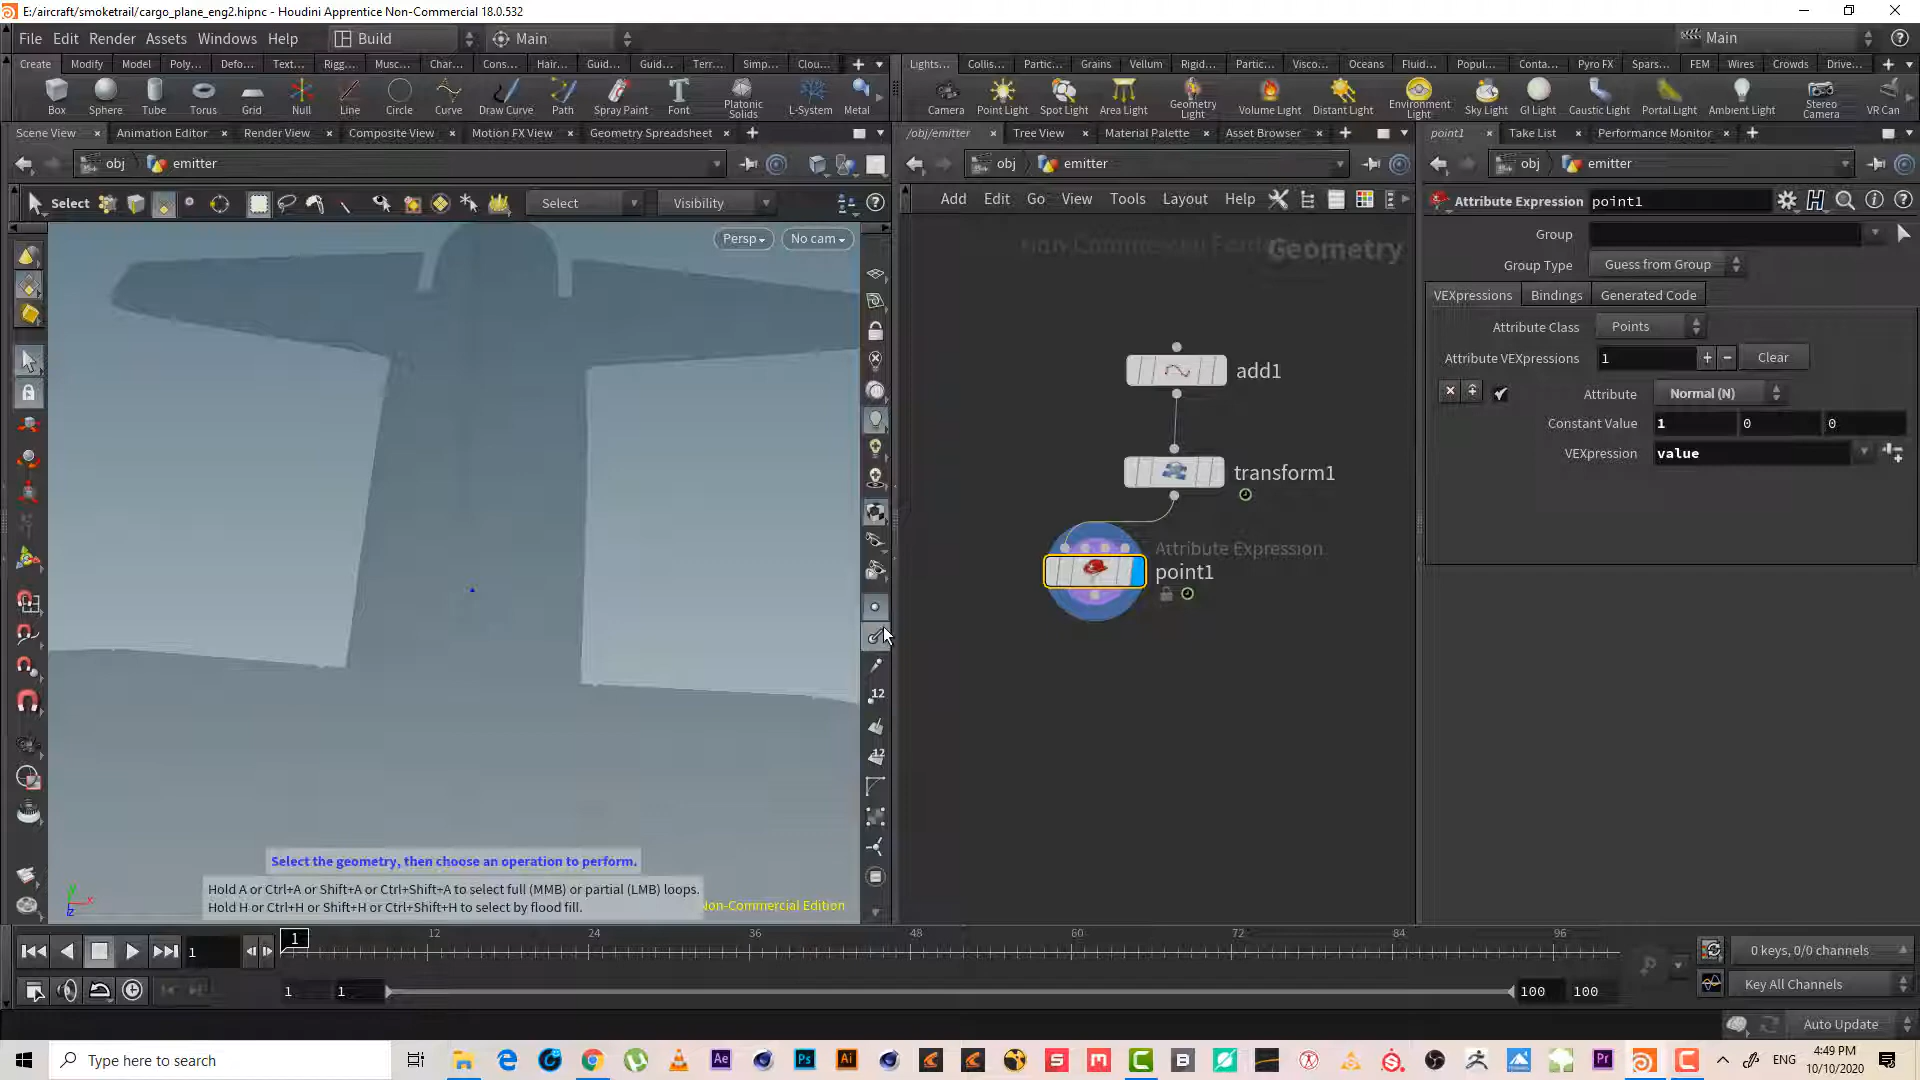 E:/aircraft/smoketrail/cargo_plane_eng2.hipnc - Houdini Apprentice Non-Commercial 18.0.532
File Edit Render Assets Windows Help Build Main Main
Create Modify Model Poly... Defo... Text... Rigg... Musc... Char... Cons... Hair... Guid... Guid... Terr... Simp... Clou...
Lights... Collis... Partic... Grains Vellum Rigid... Partic... Visco... Oceans Fluid... Popul... Conta... Pyro FX Spars... FEM Wires Crowds Drive...
Box Sphere Tube Torus Grid Null Line Circle Curve Draw Curve Path Spray Paint Font Platonic Solids L-System Metal
Camera Point Light Spot Light Area Light Geometry Light Volume Light Distant Light Environment Light Sky Light GI Light Caustic Light Portal Light Ambient Light Stereo Camera VR Can
Scene View Animation Editor Render View Composite View Motion FX View Geometry Spreadsheet
/obj/emitter Tree View Material Palette Asset Browser
point1 Take List Performance Monitor
obj emitter
obj emitter
obj emitter
Select Select Visibility
Add Edit Go View Tools Layout Help
Attribute Expression point1
Persp No cam
Geometry
Group
Group Type Guess from Group
VEXpressions Bindings Generated Code
Attribute Class Points
Attribute VEXpressions 1 Clear
Attribute Normal (N)
Constant Value 1 0 0
VEXpression value
add1
transform1
Attribute Expression
point1
12
12
Select the geometry, then choose an operation to perform.
Hold A or Ctrl+A or Shift+A or Ctrl+Shift+A to select full (MMB) or partial (LMB) loops.
Hold H or Ctrl+H or Shift+H or Ctrl+Shift+H to select by flood fill.
Non-Commercial Edition
y x z
1 1 12 24 36 48 60 72 84 96
0 keys, 0/0 channels
1 1 100 100
Key All Channels
Auto Update
Type here to search
Ae Ps Ai Pr
ENG 4:49 PM
10/10/2020